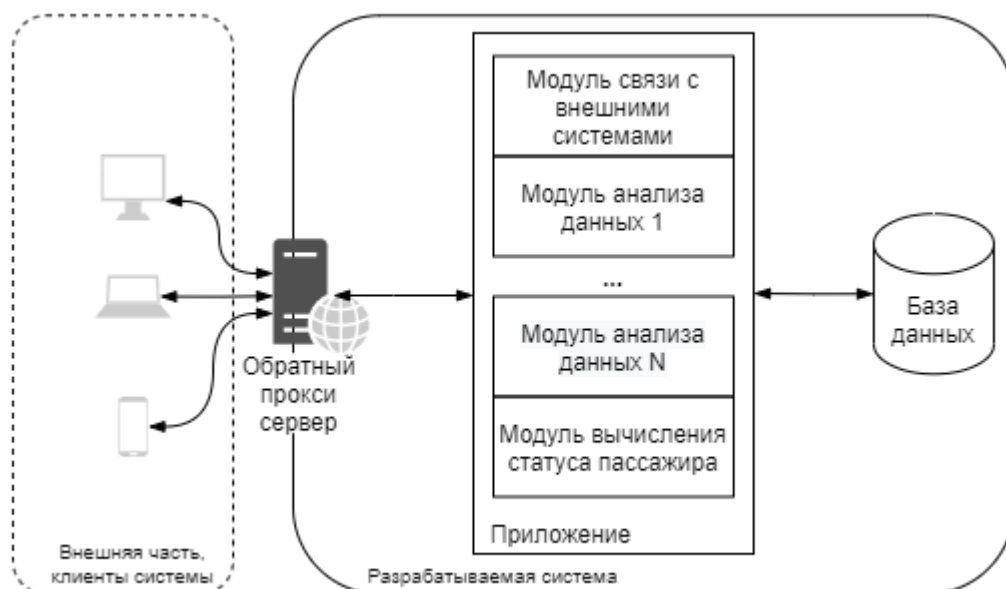 Модуль связи с
внешними
системами
Модуль анализа
данных 1
...
Модуль анализа
данных N
Модуль вычисления
статуса пассажира
Приложение
Обратный
прокси
сервер
База
данных
Внешняя часть,
клиенты системы
Разрабатываемая система